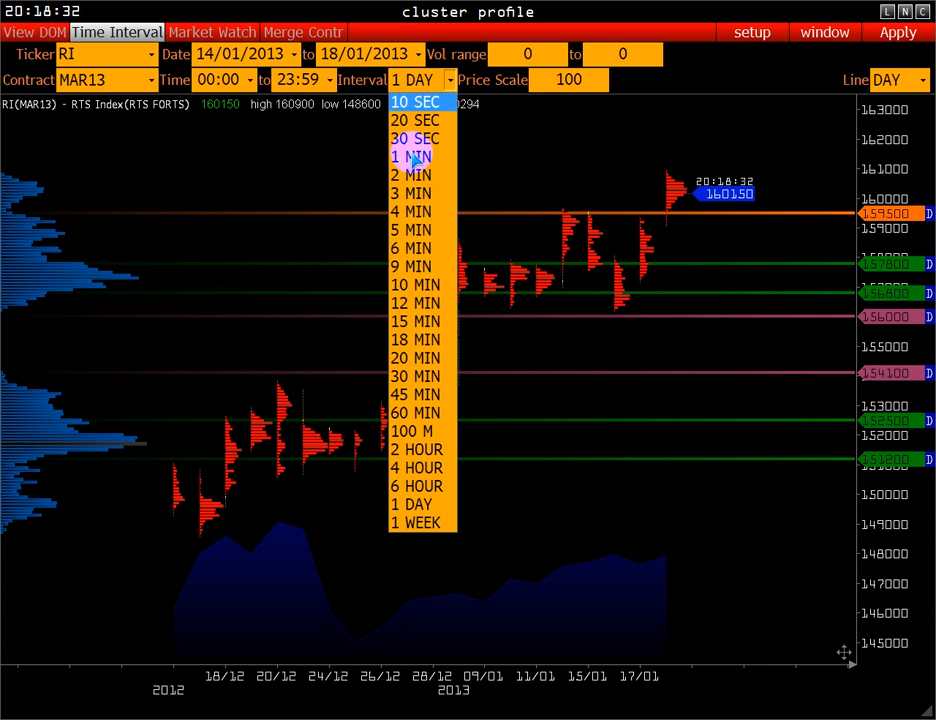 20:18:32 cluster profile L N C
View DOM Time Interval Market Watch Merge Contr setup window Apply
Ticker RI Date 14/01/2013 to 18/01/2013 Vol range 0 to 0
Contract MAR13 Time 00:00 to 23:59 Interval 1 DAY Price Scale 100 Line DAY
RI(MAR13) - RTS Index(RTS FORTS) 160150 high 160900 low 148600
10 SEC
20 SEC
30 SEC
1 MIN
2 MIN
3 MIN
4 MIN
5 MIN
6 MIN
9 MIN
10 MIN
12 MIN
15 MIN
18 MIN
20 MIN
30 MIN
45 MIN
60 MIN
100 M
2 HOUR
4 HOUR
6 HOUR
1 DAY
1 WEEK
20:18:32
160150
163000
162000
161000
160000
159500 D
159000
157800 D
156800 D
156000 D
155000
154100 D
153000
152500 D
152000
151200 D
150000
149000
148000
147000
146000
145000
18/12 20/12 24/12 26/12 28/12 09/01 11/01 15/01 17/01
2012 2013